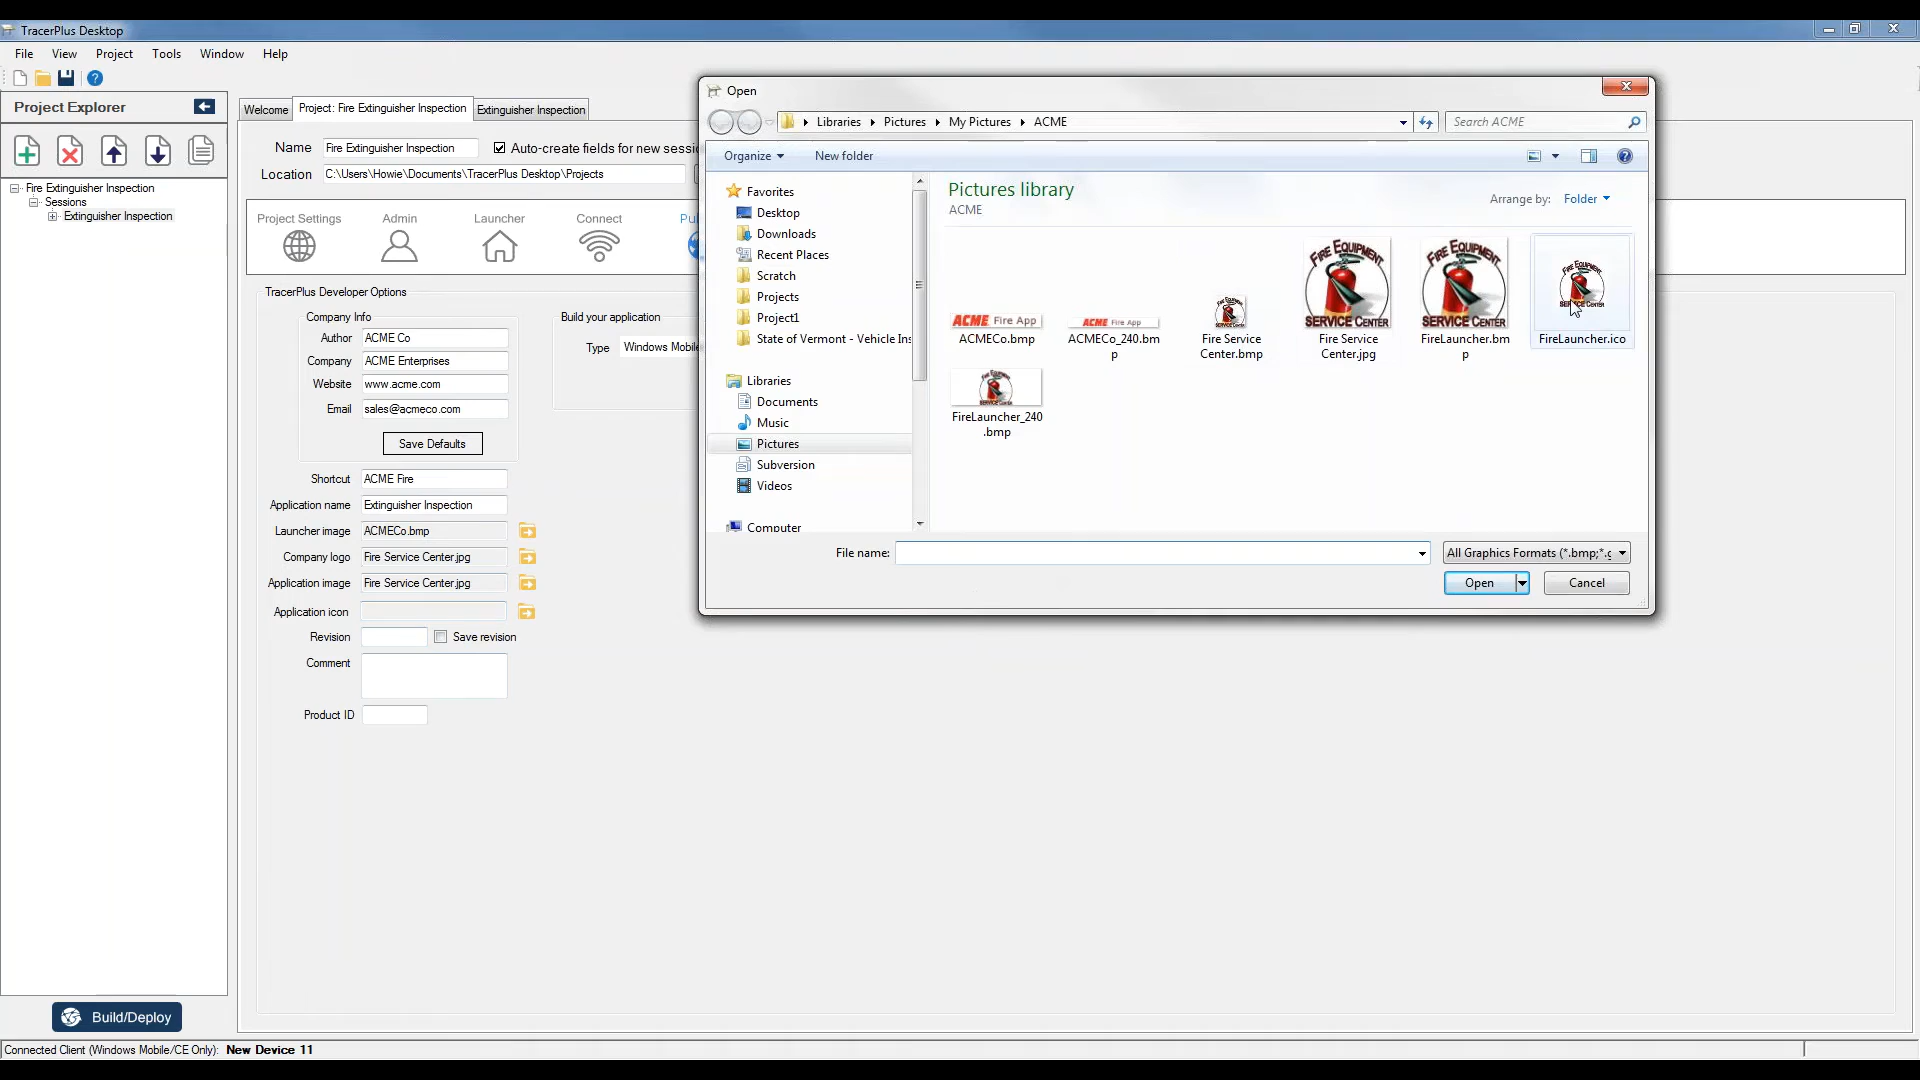 TracerPlus Desktop
File View Project Tools Window Help
Project Explorer
Fire Extinguisher Inspection
Sessions
Extinguisher Inspection
Build/Deploy
Welcome Project: Fire Extinguisher Inspection Extinguisher Inspection
Name Fire Extinguisher Inspection Auto-create fields for new sessi
Location C:\Users\Howie\Documents\TracerPlus Desktop\Projects
Project Settings Admin Launcher Connect Pu
TracerPlus Developer Options
Company Info
Author ACME Co
Company ACME Enterprises
Website www.acme.com
Email sales@acmeco.com
Save Defaults
Build your application
Type Windows Mobile
Shortcut ACME Fire
Application name Extinguisher Inspection
Launcher image ACMECo.bmp
Company logo Fire Service Center.jpg
Application image Fire Service Center.jpg
Application icon
Revision Save revision
Comment
Product ID
Open
Libraries Pictures My Pictures ACME
Search ACME
Organize New folder
Favorites
Desktop
Downloads
Recent Places
Scratch
Projects
Project1
State of Vermont - Vehicle Ins
Libraries
Documents
Music
Pictures
Subversion
Videos
Computer
Pictures library
ACME
Arrange by: Folder
ACME Fire App
ACMECo.bmp
ACME Fire App
ACMECo_240.bm
p
Fire Service
Center.bmp
FIRE EQUIPMENT
SERVICE CENTER
Fire Service
Center.jpg
FIRE EQUIPMENT
SERVICE CENTER
FireLauncher.bm
p
FIRE EQUIPMENT
SERVICE CENTER
FireLauncher.ico
FireLauncher_240
.bmp
File name:
All Graphics Formats (*.bmp;*.g
Open Cancel
Connected Client (Windows Mobile/CE Only): New Device 11